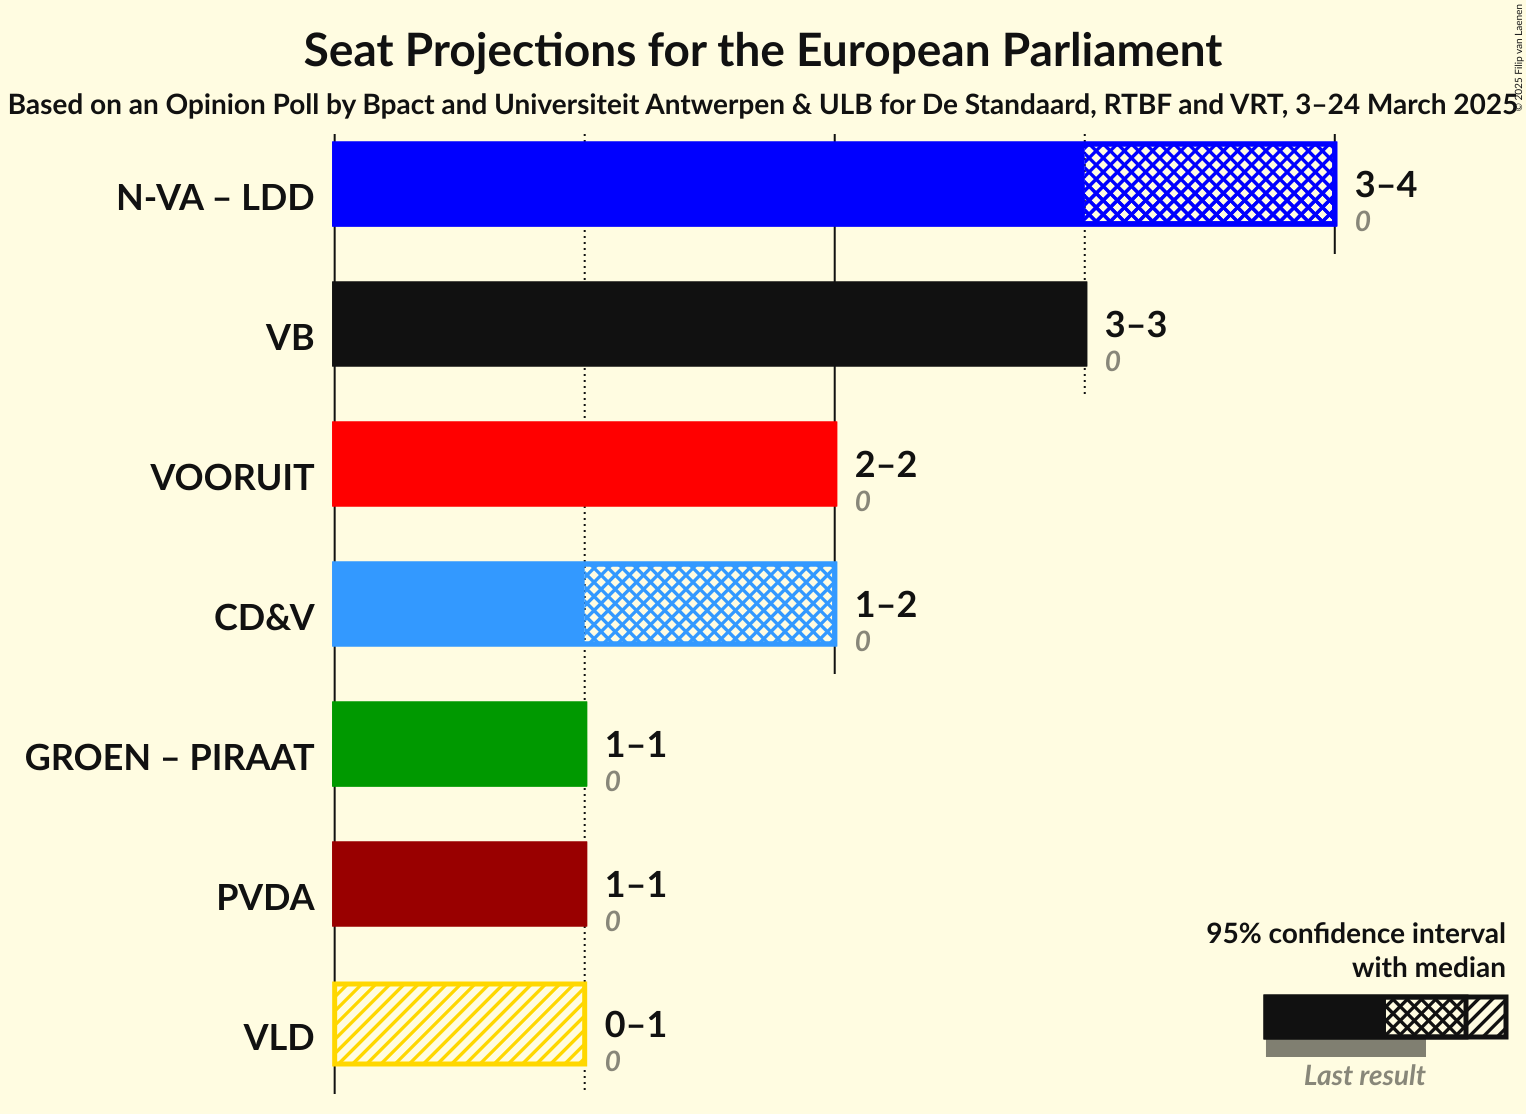 Seat Projections for the European Parliament
Based on an Opinion Poll by Bpact and Universiteit Antwerpen & ULB for De Standaard, RTBF and VRT, 3–24 March 2025
© 2025 Filip van Laenen
N-VA – LDD
3–4
0
VB
3–3
0
VOORUIT
2–2
0
CD&V
1–2
0
GROEN – PIRAAT
1–1
0
PVDA
1–1
0
VLD
0–1
0
95% confidence interval
with median
Last result